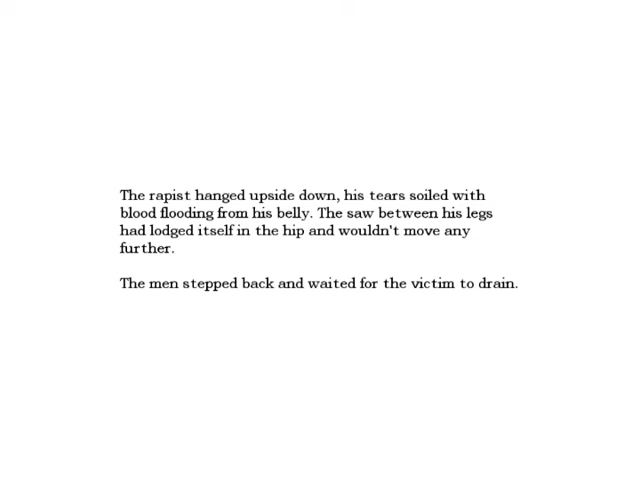 The rapist hanged upside down, his tears soiled with
blood flooding from his belly. The saw between his legs
had lodged itself in the hip and wouldn't move any
further.
The men stepped back and waited for the victim to drain.